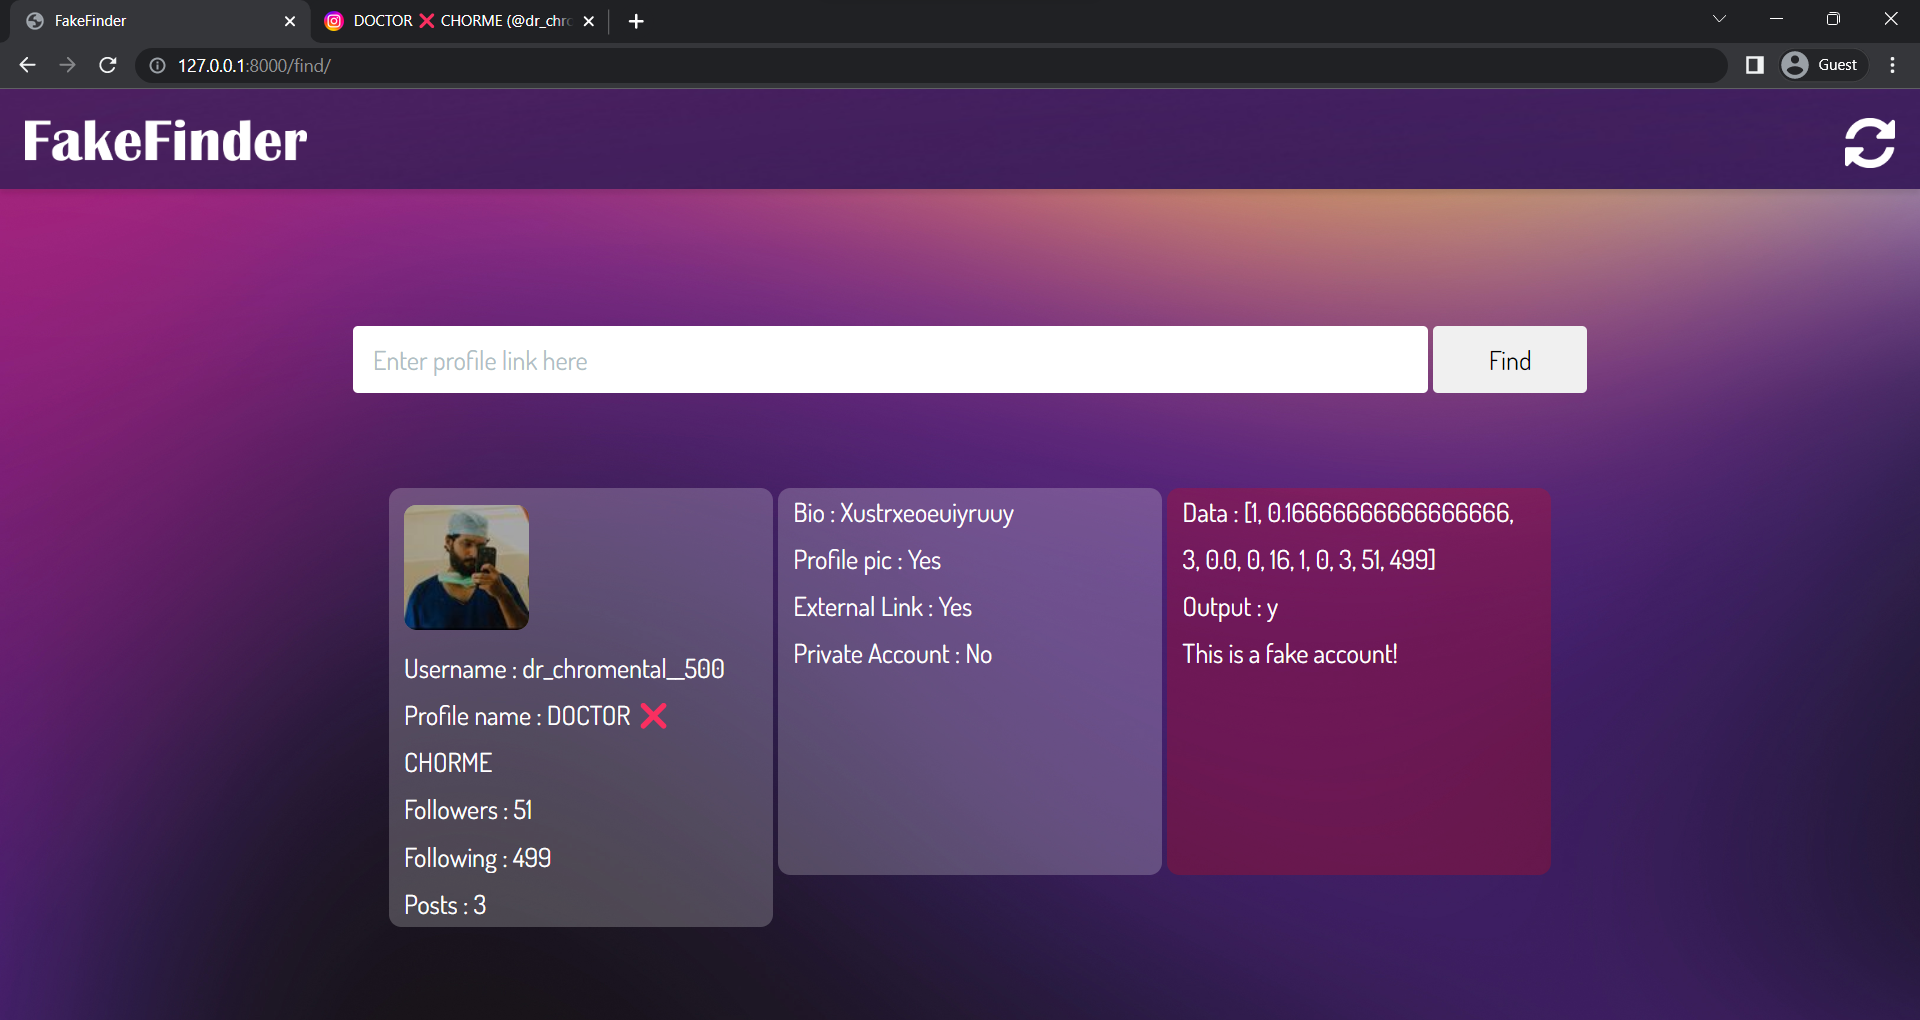 FakeFinder
DOCTOR ❌ CHORME (@dr_chr
127.0.0.1:8000/find/
Guest
FakeFinder
Enter profile link here
Find
Username : dr_chromental__500
Profile name : DOCTOR ❌
CHORME
Followers : 51
Following : 499
Posts : 3
Bio : Xustrxeoeuiyruuy
Profile pic : Yes
External Link : Yes
Private Account : No
Data : [1, 0.16666666666666666,
3, 0.0, 0, 16, 1, 0, 3, 51, 499]
Output : y
This is a fake account!